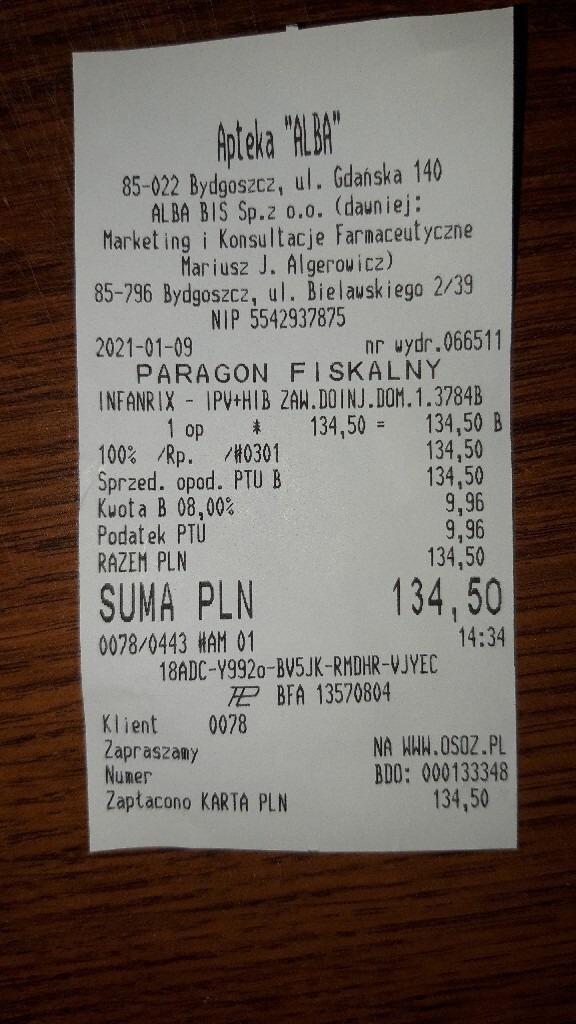 Apteka "ALBA"
85-022 Bydgoszcz, ul. Gdańska 140
ALBA BIS Sp.z o.o. (dawniej:
Marketing i Konsultacje Farmaceutyczne
Mariusz J. Algerowicz)
85-796 Bydgoszcz, ul. Bielawskiego 2/39
NIP 5542937875
2021-01-09 nr wydr.066511
PARAGON FISKALNY
INFANRIX - IPV+HIB ZAW.DOINJ.DOM.1.3784B
1 op * 134,50 = 134,50 B
100% /Rp. /#0301 134,50
Sprzed. opod. PTU B 134,50
Kwota B 08,00% 9,96
Podatek PTU 9,96
RAZEM PLN 134,50
SUMA PLN 134,50
0078/0443 #AM 01 14:34
18ADC-Y992o-BV5JK-RMDHR-VJYEC
BFA 13570804
Klient 0078
Zapraszamy NA WWW.OSOZ.PL
Numer BDO: 000133348
Zapłacono KARTA PLN 134,50